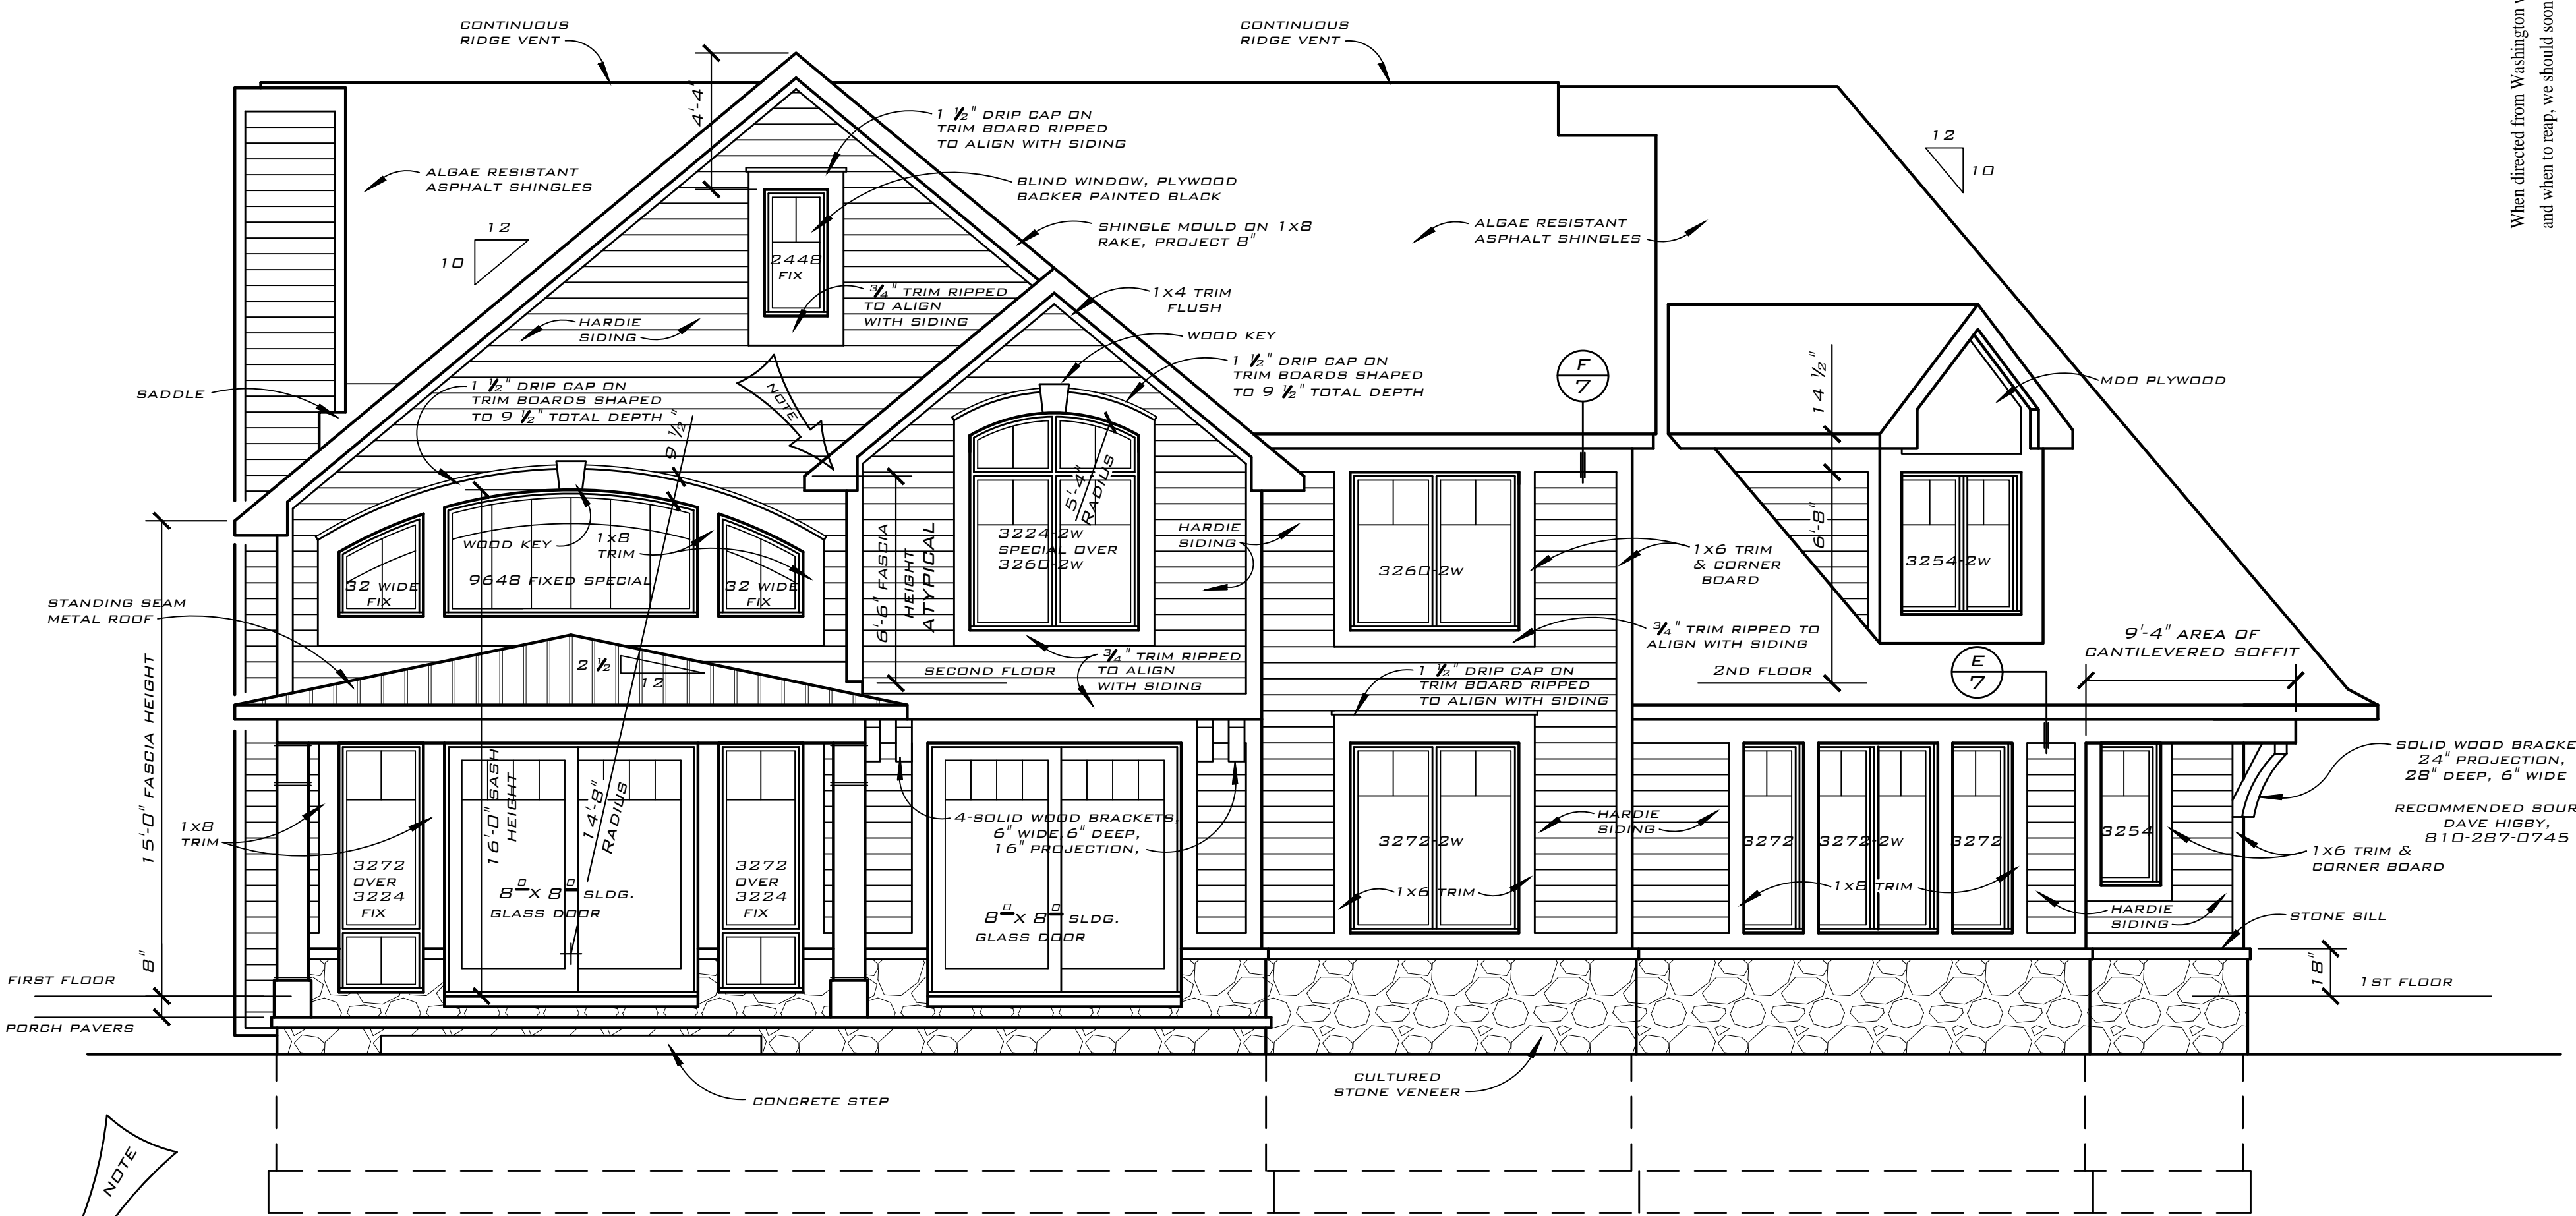 CONTINUOUS
RIDGE VENT
CONTINUOUS
RIDGE VENT
When directed from Washington
and when to reap, we should soon
4'-4"
1 ½" DRIP CAP ON
TRIM BOARD RIPPED
TO ALIGN WITH SIDING
12
10
ALGAE RESISTANT
ASPHALT SHINGLES
BLIND WINDOW, PLYWOOD
BACKER PAINTED BLACK
12
10
SHINGLE MOULD ON 1x8
RAKE, PROJECT 8"
ALGAE RESISTANT
ASPHALT SHINGLES
2448
FIX
¾" TRIM RIPPED
TO ALIGN
WITH SIDING
1x4 TRIM
FLUSH
HARDIE
SIDING
WOOD KEY
1 ½" DRIP CAP ON
TRIM BOARDS SHAPED
TO 9 ½" TOTAL DEPTH
F
7
14 ½"
MDO PLYWOOD
SADDLE
1 ½" DRIP CAP ON
TRIM BOARDS SHAPED
TO 9 ½" TOTAL DEPTH
NOTE
9 ½"
5'-4"
RADIUS
WOOD KEY
1x8
TRIM
32 WIDE
FIX
9648 FIXED SPECIAL
32 WIDE
FIX
6'-6" FASCIA
HEIGHT
ATYPICAL
3224-2w
SPECIAL OVER
3260-2w
HARDIE
SIDING
3260-2w
1x6 TRIM
& CORNER
BOARD
6'-8"
3254-2w
STANDING SEAM
METAL ROOF
2 ½
12
SECOND FLOOR
¾" TRIM RIPPED
TO ALIGN
WITH SIDING
¾" TRIM RIPPED TO
ALIGN WITH SIDING
1 ½" DRIP CAP ON
TRIM BOARD RIPPED
TO ALIGN WITH SIDING
2ND FLOOR
E
7
9'-4" AREA OF
CANTILEVERED SOFFIT
15'-0" FASCIA HEIGHT
1x8
TRIM
3272
OVER
3224
FIX
16'-0" SASH
HEIGHT
14'-8"
RADIUS
8⁰x 8⁰ SLDG.
GLASS DOOR
3272
OVER
3224
FIX
4-SOLID WOOD BRACKETS,
6" WIDE,6" DEEP,
16" PROJECTION,
8⁰x 8⁰ SLDG.
GLASS DOOR
3272-2w
1x6 TRIM
HARDIE
SIDING
3272
3272-2w
3272
1x8 TRIM
3254
SOLID WOOD BRACKE
24" PROJECTION,
28" DEEP, 6" WIDE
RECOMMENDED SOUR
DAVE HIGBY,
810-287-0745
1x6 TRIM &
CORNER BOARD
HARDIE
SIDING
STONE SILL
8"
FIRST FLOOR
PORCH PAVERS
18"
1ST FLOOR
CONCRETE STEP
CULTURED
STONE VENEER
NOTE